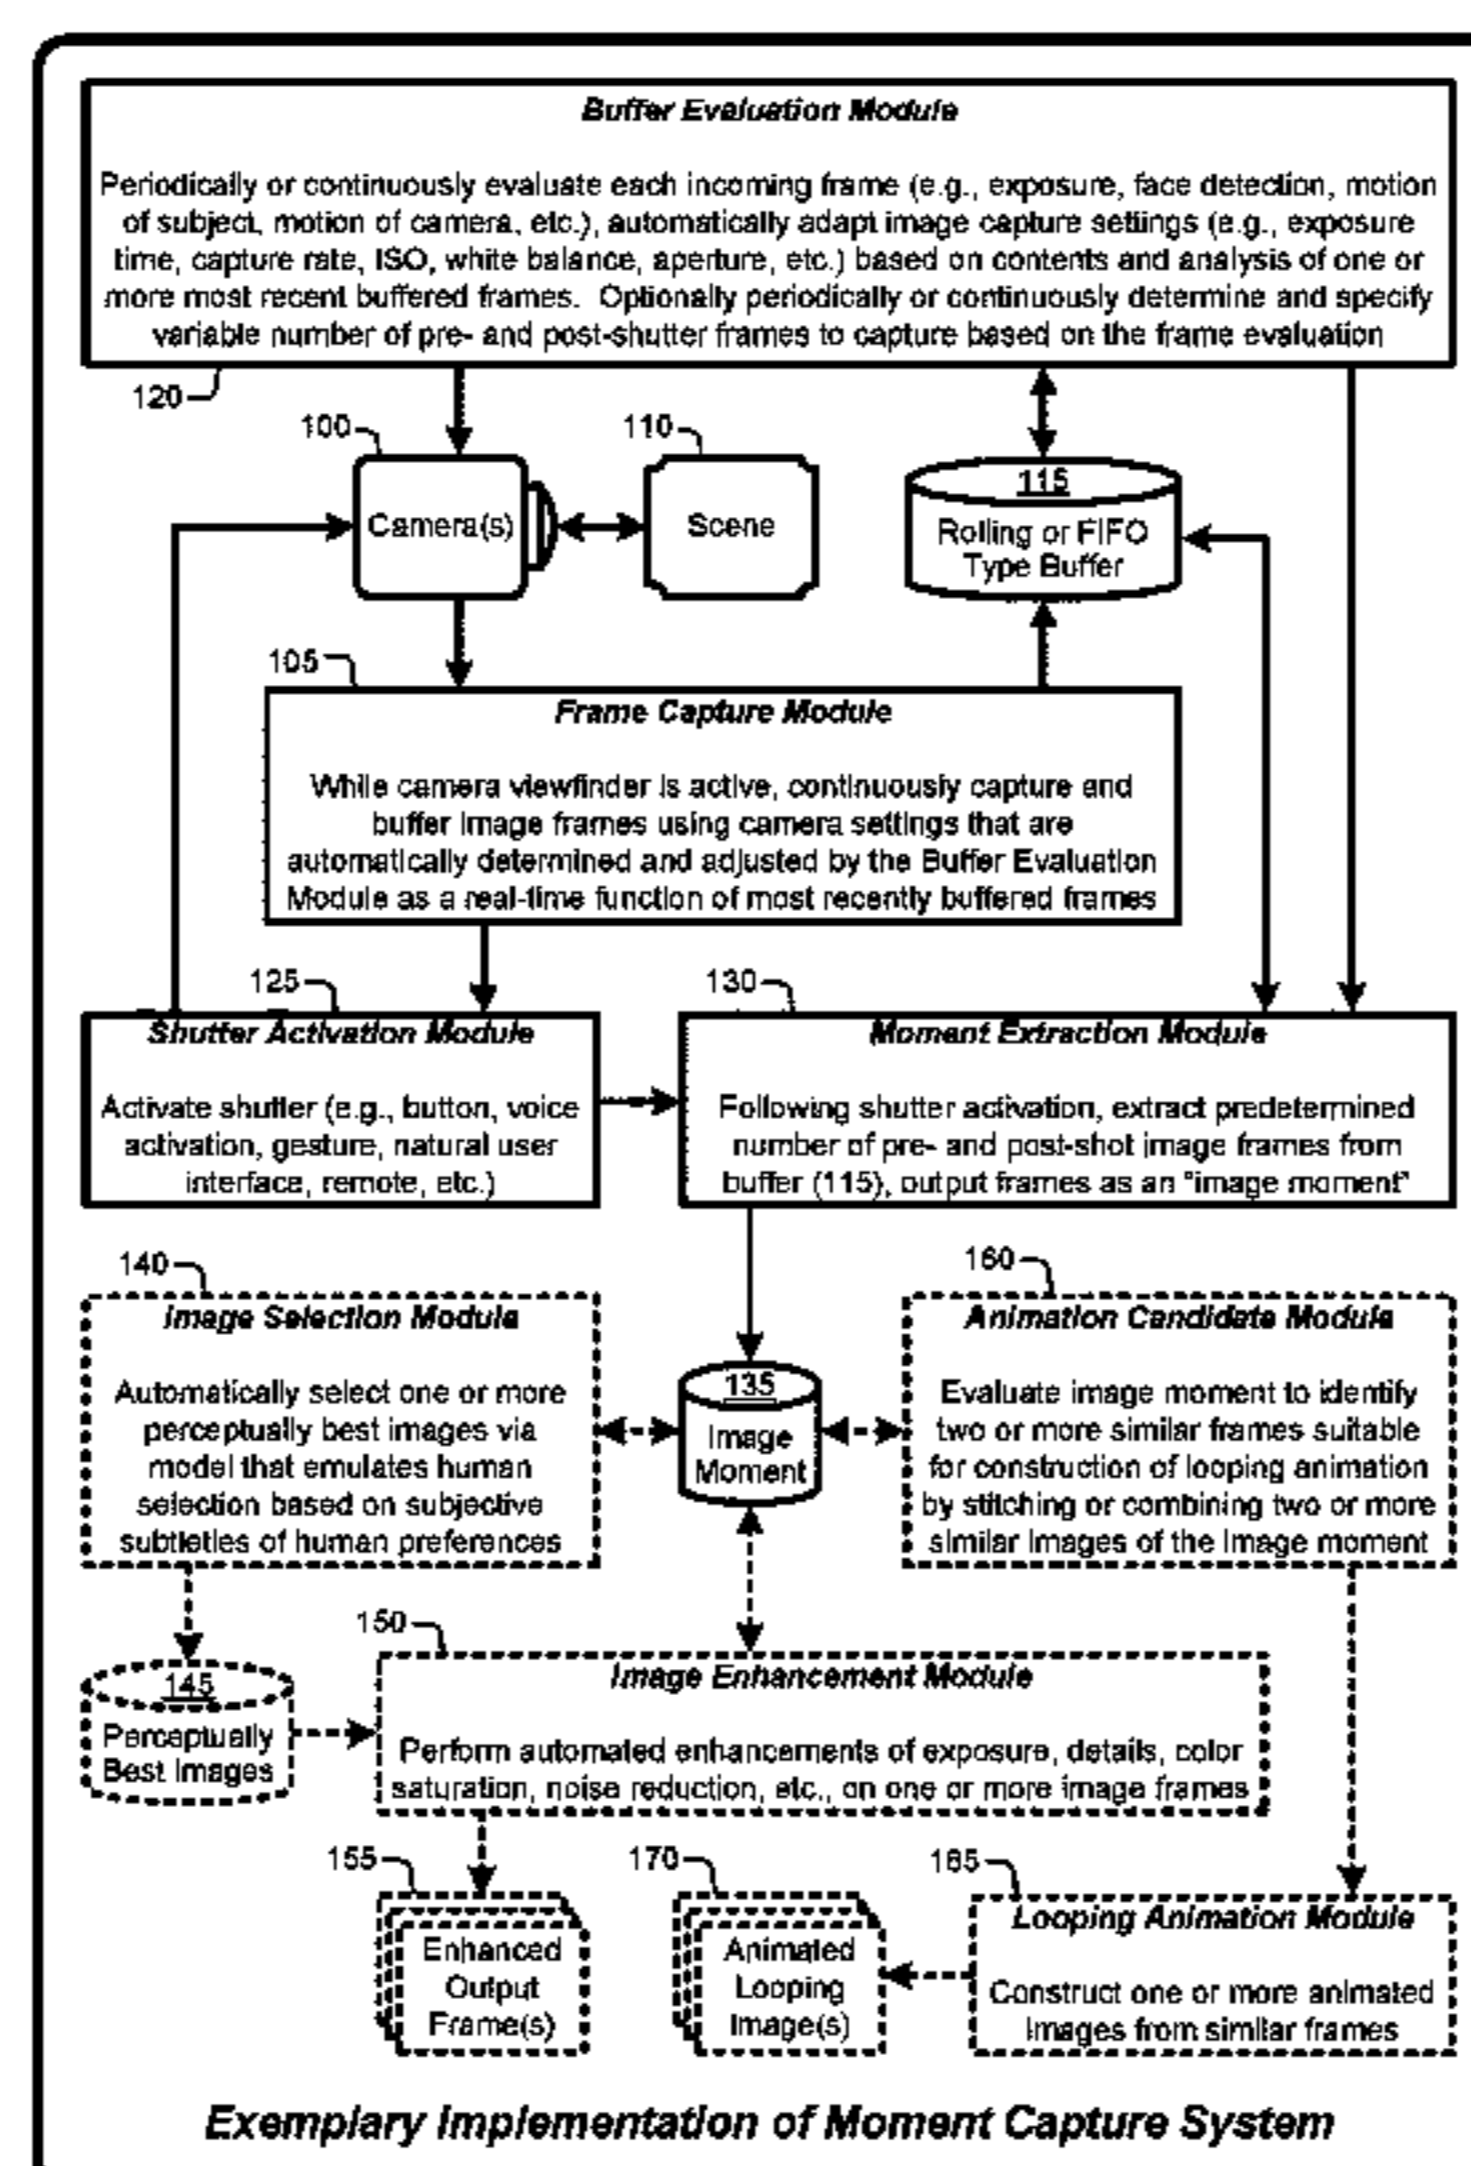 Buffer Evaluation Module
Periodically or continuously evaluate each incoming frame (e.g., exposure, face detection, motion
of subject, motion of camera, etc.), automatically adapt image capture settings (e.g., exposure
time, capture rate, ISO, white balance, aperture, etc.) based on contents and analysis of one or
more most recent buffered frames. Optionally periodically or continuously determine and specify
variable number of pre- and post-shutter frames to capture based on the frame evaluation
120
100
110
115
Camera(s)
Scene
Rolling or FIFO
Type Buffer
105
Frame Capture Module
While camera viewfinder is active, continuously capture and
buffer image frames using camera settings that are
automatically determined and adjusted by the Buffer Evaluation
Module as a real-time function of most recently buffered frames
125
Shutter Activation Module
Activate shutter (e.g., button, voice
activation, gesture, natural user
interface, remote, etc.)
130
Moment Extraction Module
Following shutter activation, extract predetermined
number of pre- and post-shot image frames from
buffer (115), output frames as an "image moment"
140
Image Selection Module
Automatically select one or more
perceptually best images via
model that emulates human
selection based on subjective
subtleties of human preferences
135
Image
Moment
160
Animation Candidate Module
Evaluate image moment to identify
two or more similar frames suitable
for construction of looping animation
by stitching or combining two or more
similar images of the image moment
145
Perceptually
Best Images
150
Image Enhancement Module
Perform automated enhancements of exposure, details, color
saturation, noise reduction, etc., on one or more image frames
155
Enhanced
Output
Frame(s)
170
Animated
Looping
Image(s)
165
Looping Animation Module
Construct one or more animated
images from similar frames
Exemplary Implementation of Moment Capture System